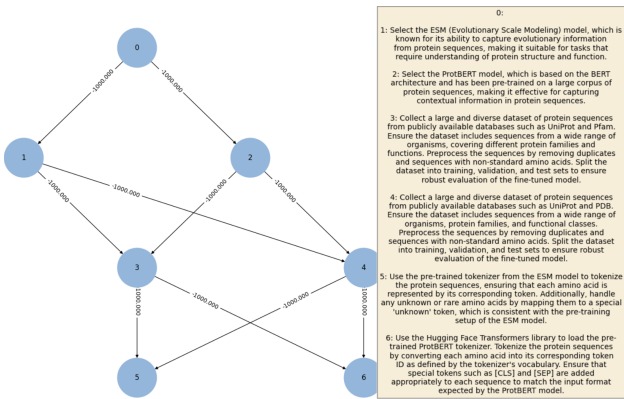 0
-1000.000
-1000.000
1
2
-1000.000
-1000.000
-1000.000
-1000.000
3
4
-1000.000
-1000.000
-1000.000
1000.000
1000.000
5
6
0:
1: Select the ESM (Evolutionary Scale Modeling) model, which is
known for its ability to capture evolutionary information
from protein sequences, making it suitable for tasks that
require understanding of protein structure and function.
2: Select the ProtBERT model, which is based on the BERT
architecture and has been pre-trained on a large corpus of
protein sequences, making it effective for capturing
contextual information in protein sequences.
3: Collect a large and diverse dataset of protein sequences
from publicly available databases such as UniProt and Pfam.
Ensure the dataset includes sequences from a wide range of
organisms, covering different protein families and
functions. Preprocess the sequences by removing duplicates
and sequences with non-standard amino acids. Split the
dataset into training, validation, and test sets to ensure
robust evaluation of the fine-tuned model.
4: Collect a large and diverse dataset of protein sequences
from publicly available databases such as UniProt and PDB.
Ensure the dataset includes sequences from a wide range of
organisms, protein families, and functional classes.
Preprocess the sequences by removing duplicates and
sequences with non-standard amino acids. Split the dataset
into training, validation, and test sets to ensure robust
evaluation of the fine-tuned model.
5: Use the pre-trained tokenizer from the ESM model to tokenize
the protein sequences, ensuring that each amino acid is
represented by its corresponding token. Additionally, handle
any unknown or rare amino acids by mapping them to a special
'unknown' token, which is consistent with the pre-training
setup of the ESM model.
6: Use the Hugging Face Transformers library to load the pre-
trained ProtBERT tokenizer. Tokenize the protein sequences
by converting each amino acid into its corresponding token
ID as defined by the tokenizer's vocabulary. Ensure that
special tokens such as [CLS] and [SEP] are added
appropriately to each sequence to match the input format
expected by the ProtBERT model.